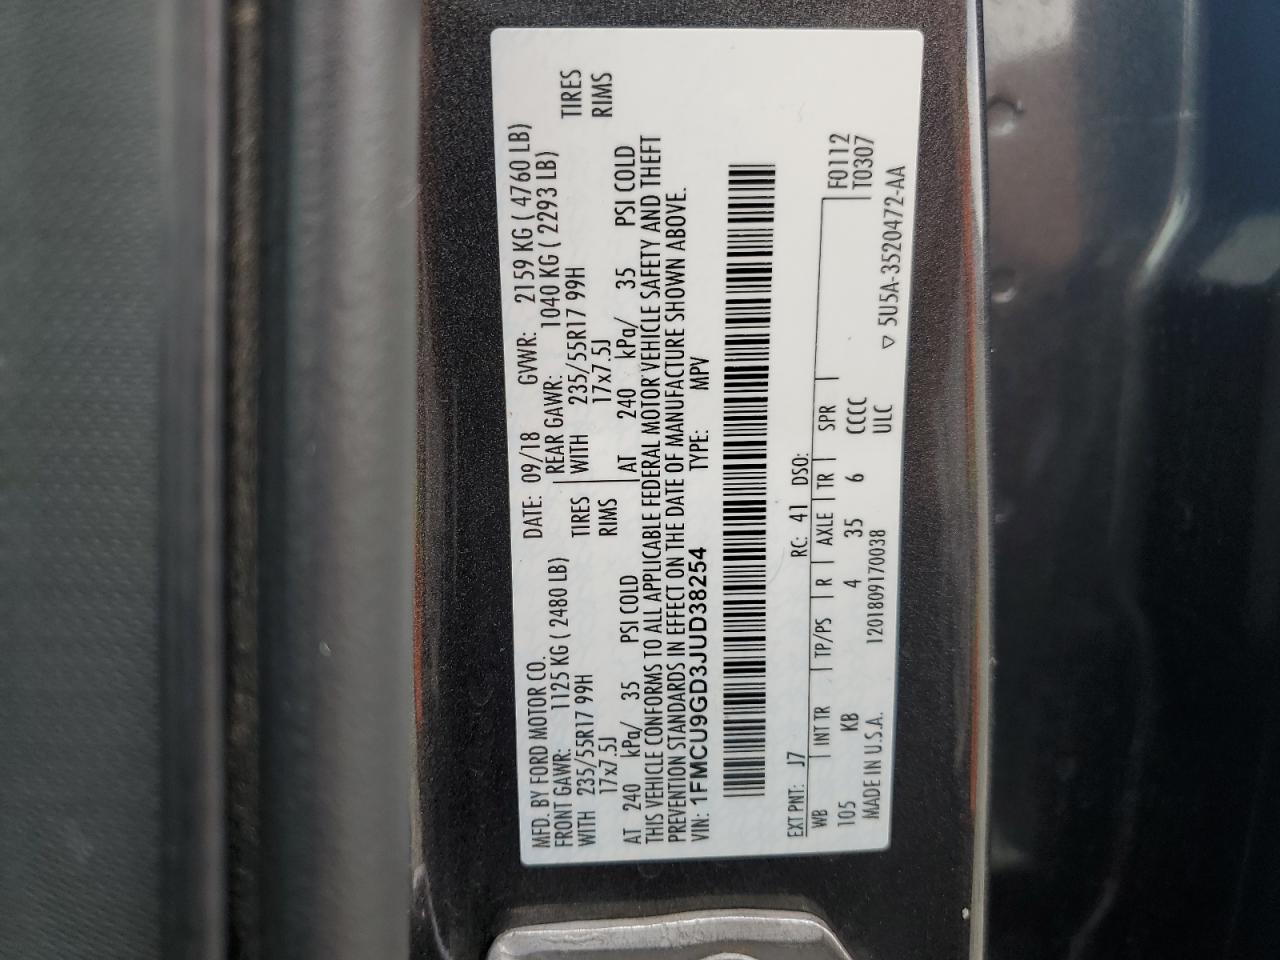 MFD. BY FORD MOTOR CO.
DATE: 09/18 GVWR: 2159 KG ( 4760 LB)
FRONT GAWR: 1125 KG ( 2480 LB) REAR GAWR: 1040 KG ( 2293 LB)
WITH 235/55R17 99H TIRES WITH 235/55R17 99H TIRES
17x7.5J RIMS 17x7.5J RIMS
AT 240 kPa/ 35 PSI COLD AT 240 kPa/ 35 PSI COLD
THIS VEHICLE CONFORMS TO ALL APPLICABLE FEDERAL MOTOR VEHICLE SAFETY AND THEFT
PREVENTION STANDARDS IN EFFECT ON THE DATE OF MANUFACTURE SHOWN ABOVE.
VIN: 1FMCU9GD3JUD38254 TYPE: MPV
EXT PNT: J7 RC: 41 DSO:
WB INT TR TP/PS R AXLE TR SPR F0112
105 KB 4 35 6 CCCC T0307
MADE IN U.S.A. 1201809170038 ULC ▽ 5U5A-3520472-AA